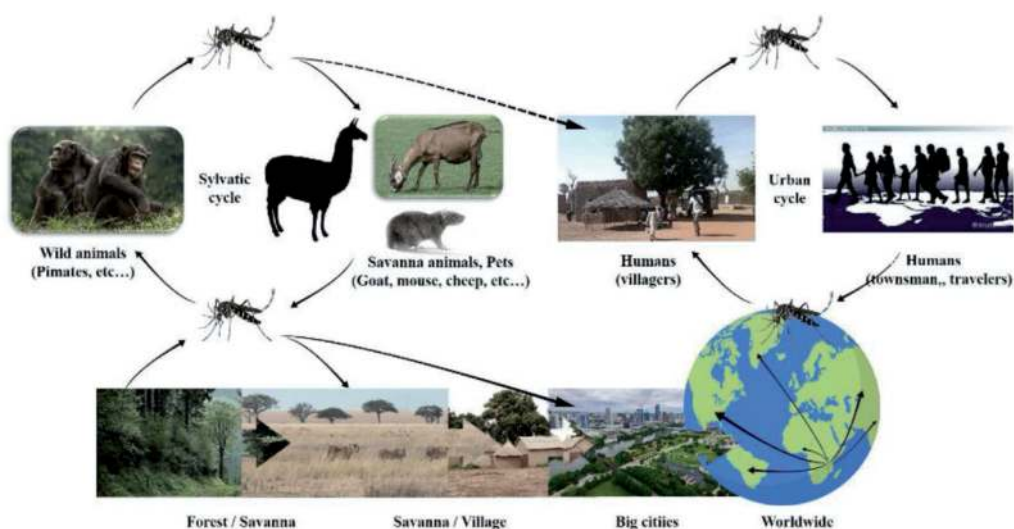 Sylvatic
cycle
Urban
cycle
Wild animals
(Pimates, etc…)
Savanna animals, Pets
(Goat, mouse, cheep, etc…)
Humans
(villagers)
Humans
(townsman,, travelers)
Forest / Savanna
Savanna / Village
Big citiies
Worldwide